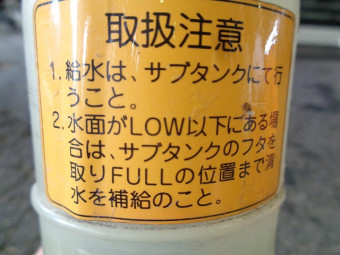 取扱注意
1. 給水は、サブタンクにて行
うこと。
2. 水面がLOW以下にある場
合は、サブタンクのフタを
取りFULLの位置まで清
水を補給のこと。